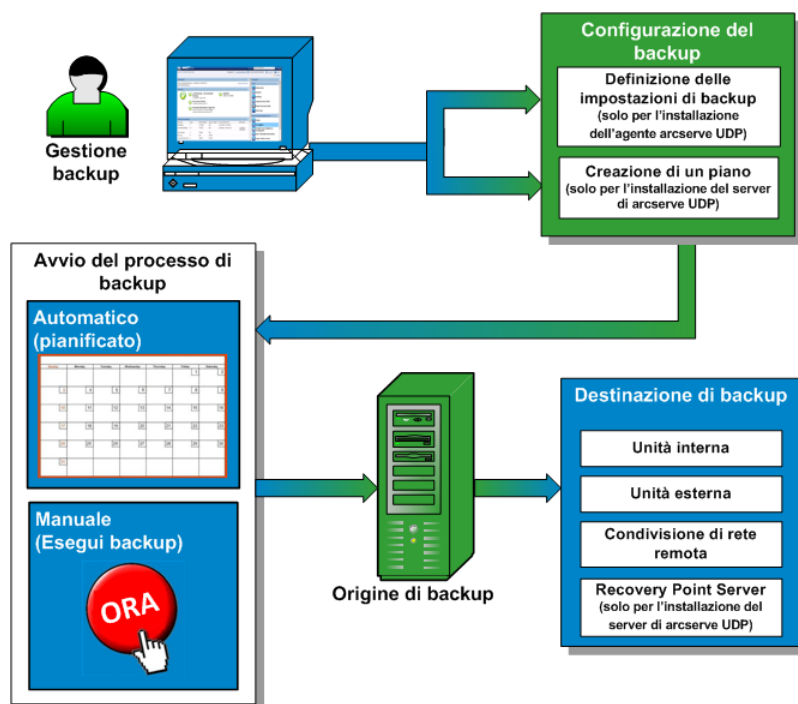 Gestione
backup
Configurazione del
backup
Definizione delle
impostazioni di backup
(solo per l'installazione
dell'agente arcserve UDP)
Creazione di un piano
(solo per l'installazione del server
di arcserve UDP)
Avvio del processo di
backup
Automatico
(pianificato)
Manuale
(Esegui backup)
ORA
Origine di backup
Destinazione di backup
Unità interna
Unità esterna
Condivisione di rete
remota
Recovery Point Server
(solo per l'installazione del
server di arcserve UDP)